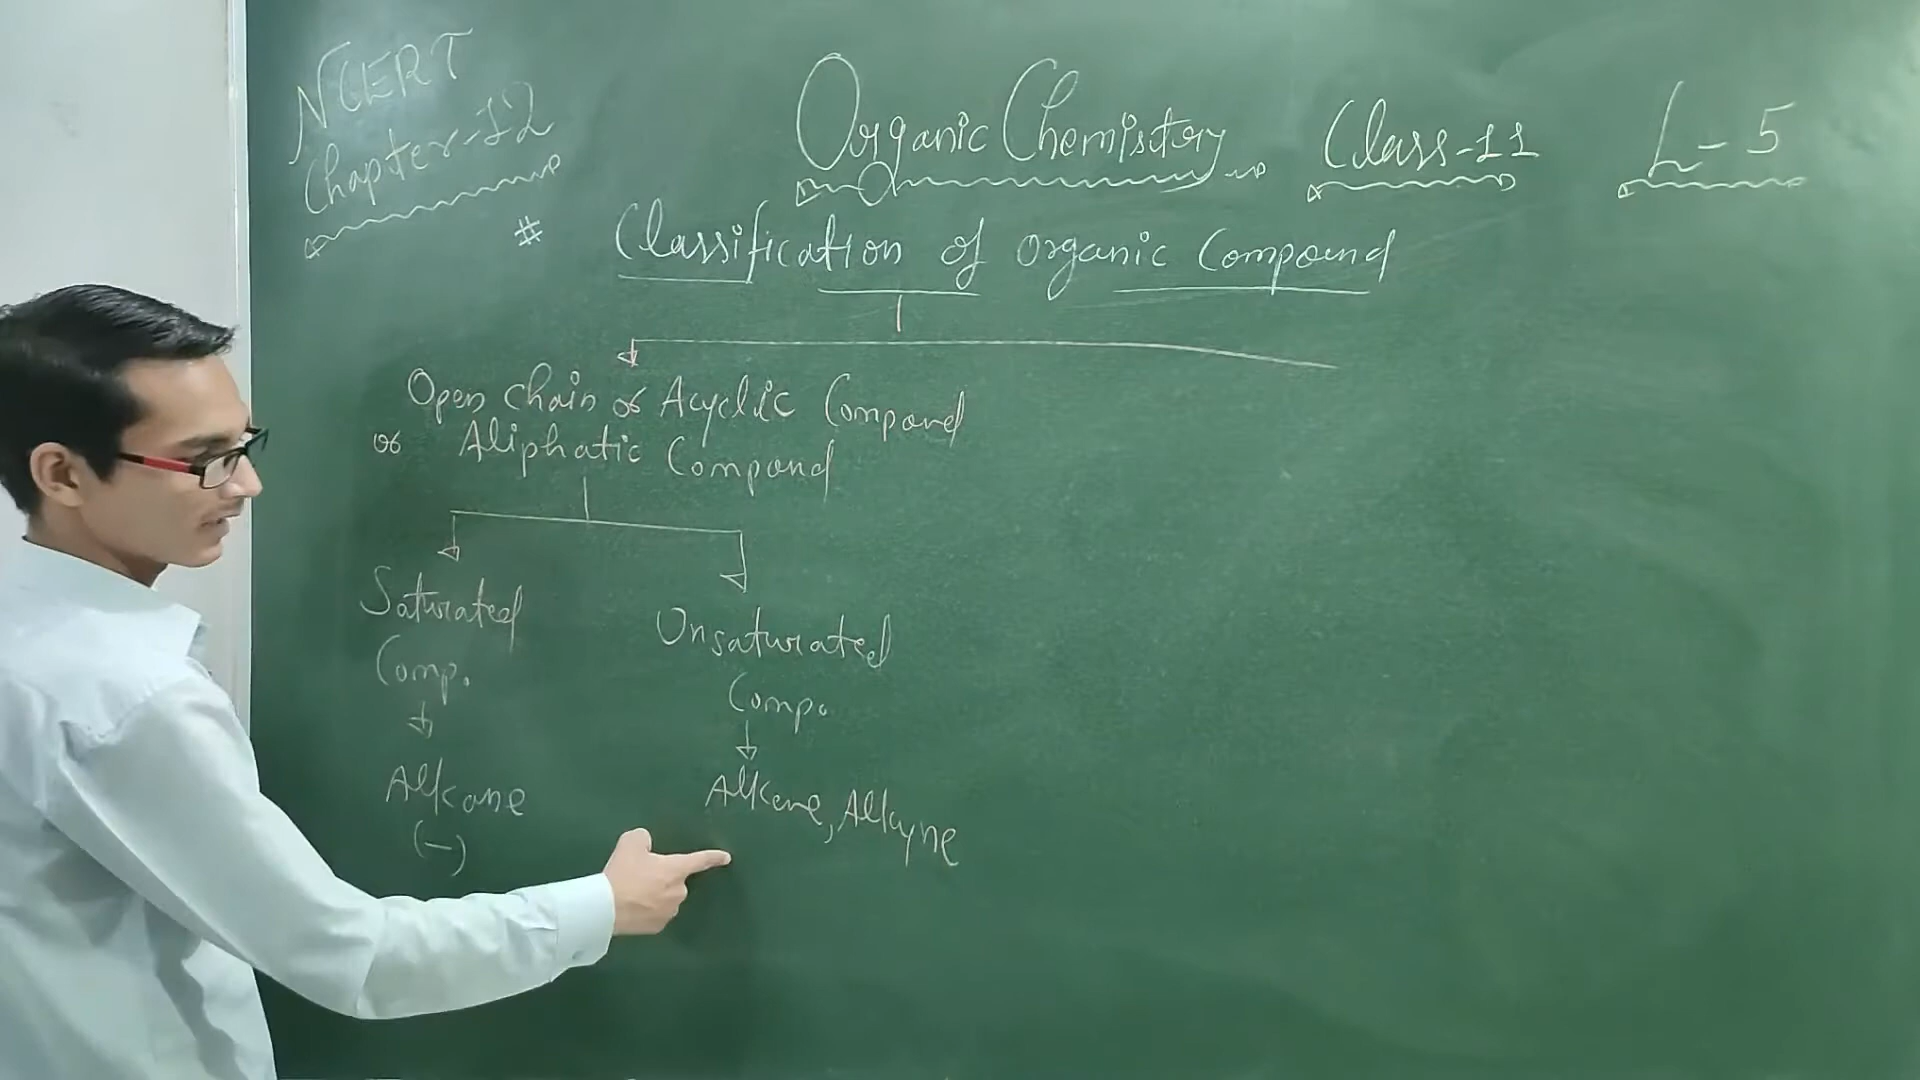 NCERT
Chapter-12
Organic Chemistry Class-11 L-5
# Classification of organic Compound
Open chain or Acyclic Compound
or Aliphatic Compound
Saturated
Comp.
Alkane
(-)
Unsaturated
Comp.
Alkene, Alkyne